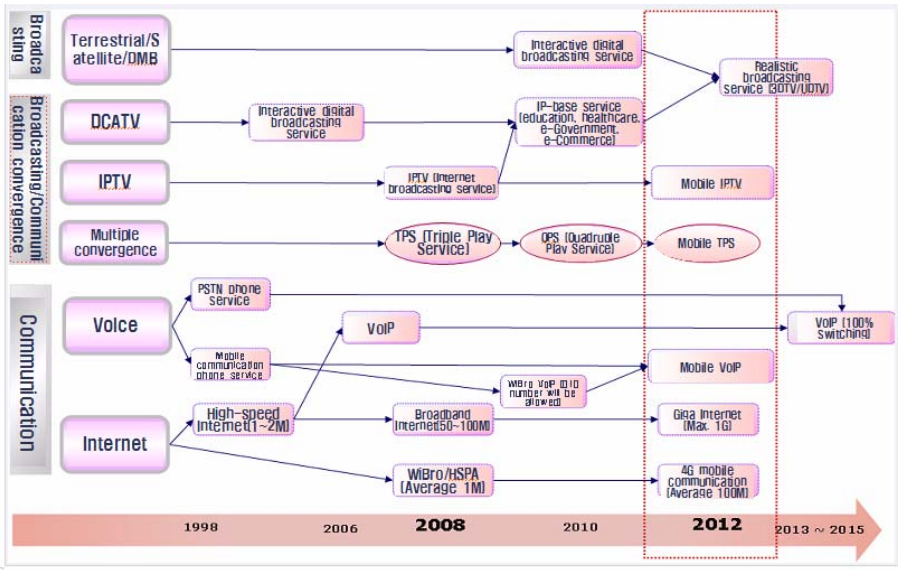 Broadca
sting
Terrestrial/S
atellite/DMB
Interactive digital
broadcasting service
Realistic
broadcasting
service [3DTV/UDTV]
Broadcasting/Communi
cation convergence
DCATV
Interactive digital
broadcasting
service
IP-base service
[education, healthcare,
e-Government,
e-Commerce]
IPTV
IPTV [Internet
broadcasting service]
Mobile IPTV
Multiple
convergence
TPS [Triple Play
Service]
QPS [Quadruple
Play Service]
Mobile TPS
Communication
Voice
PSTN phone
service
VoIP
VoIP [100%
Switching]
Mobile
communication
phone service
WiBro VoIP [010
number will be
allowed]
Mobile VoIP
Internet
High-speed
Internet[1~2M]
Broadband
Internet[50~100M]
Giga Internet
[Max. 1G]
WiBro/HSPA
[Average 1M]
4G mobile
communication
[Average 100M]
1998
2006
2008
2010
2012
2013 ~ 2015